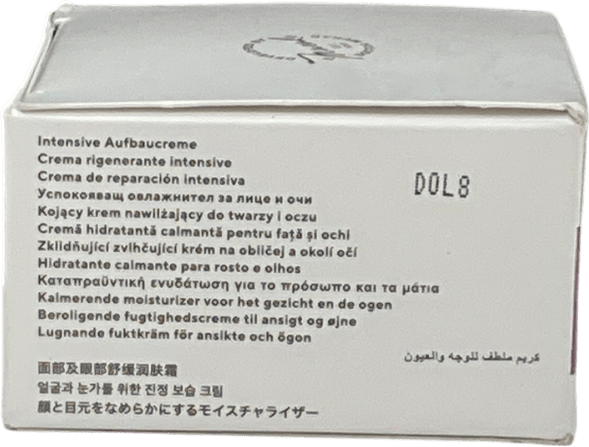 Intensive Aufbaucreme
Crema rigenerante intensive
Crema de reparación intensiva
DOL8
Успокояващ овлажнител за лице и очи
Kojący krem nawilżający do twarzy i oczu
Cremă hidratantă calmantă pentru față și ochi
Zklidňující zvlhčující krém na obličej a okolí očí
Hidratante calmante para rosto e olhos
Καταπραϋντική ενυδάτωση για το πρόσωπο και τα μάτια
Kalmerende moisturizer voor het gezicht en de ogen
Beroligende fugtighedscreme til ansigt og øjne
Lugnande fuktkräm för ansikte och ögon
كريم ملطف للوجه والعيون
面部及眼部舒缓润肤霜
얼굴과 눈가를 위한 진정 보습 크림
顔と目元をなめらかにするモイスチャライザー